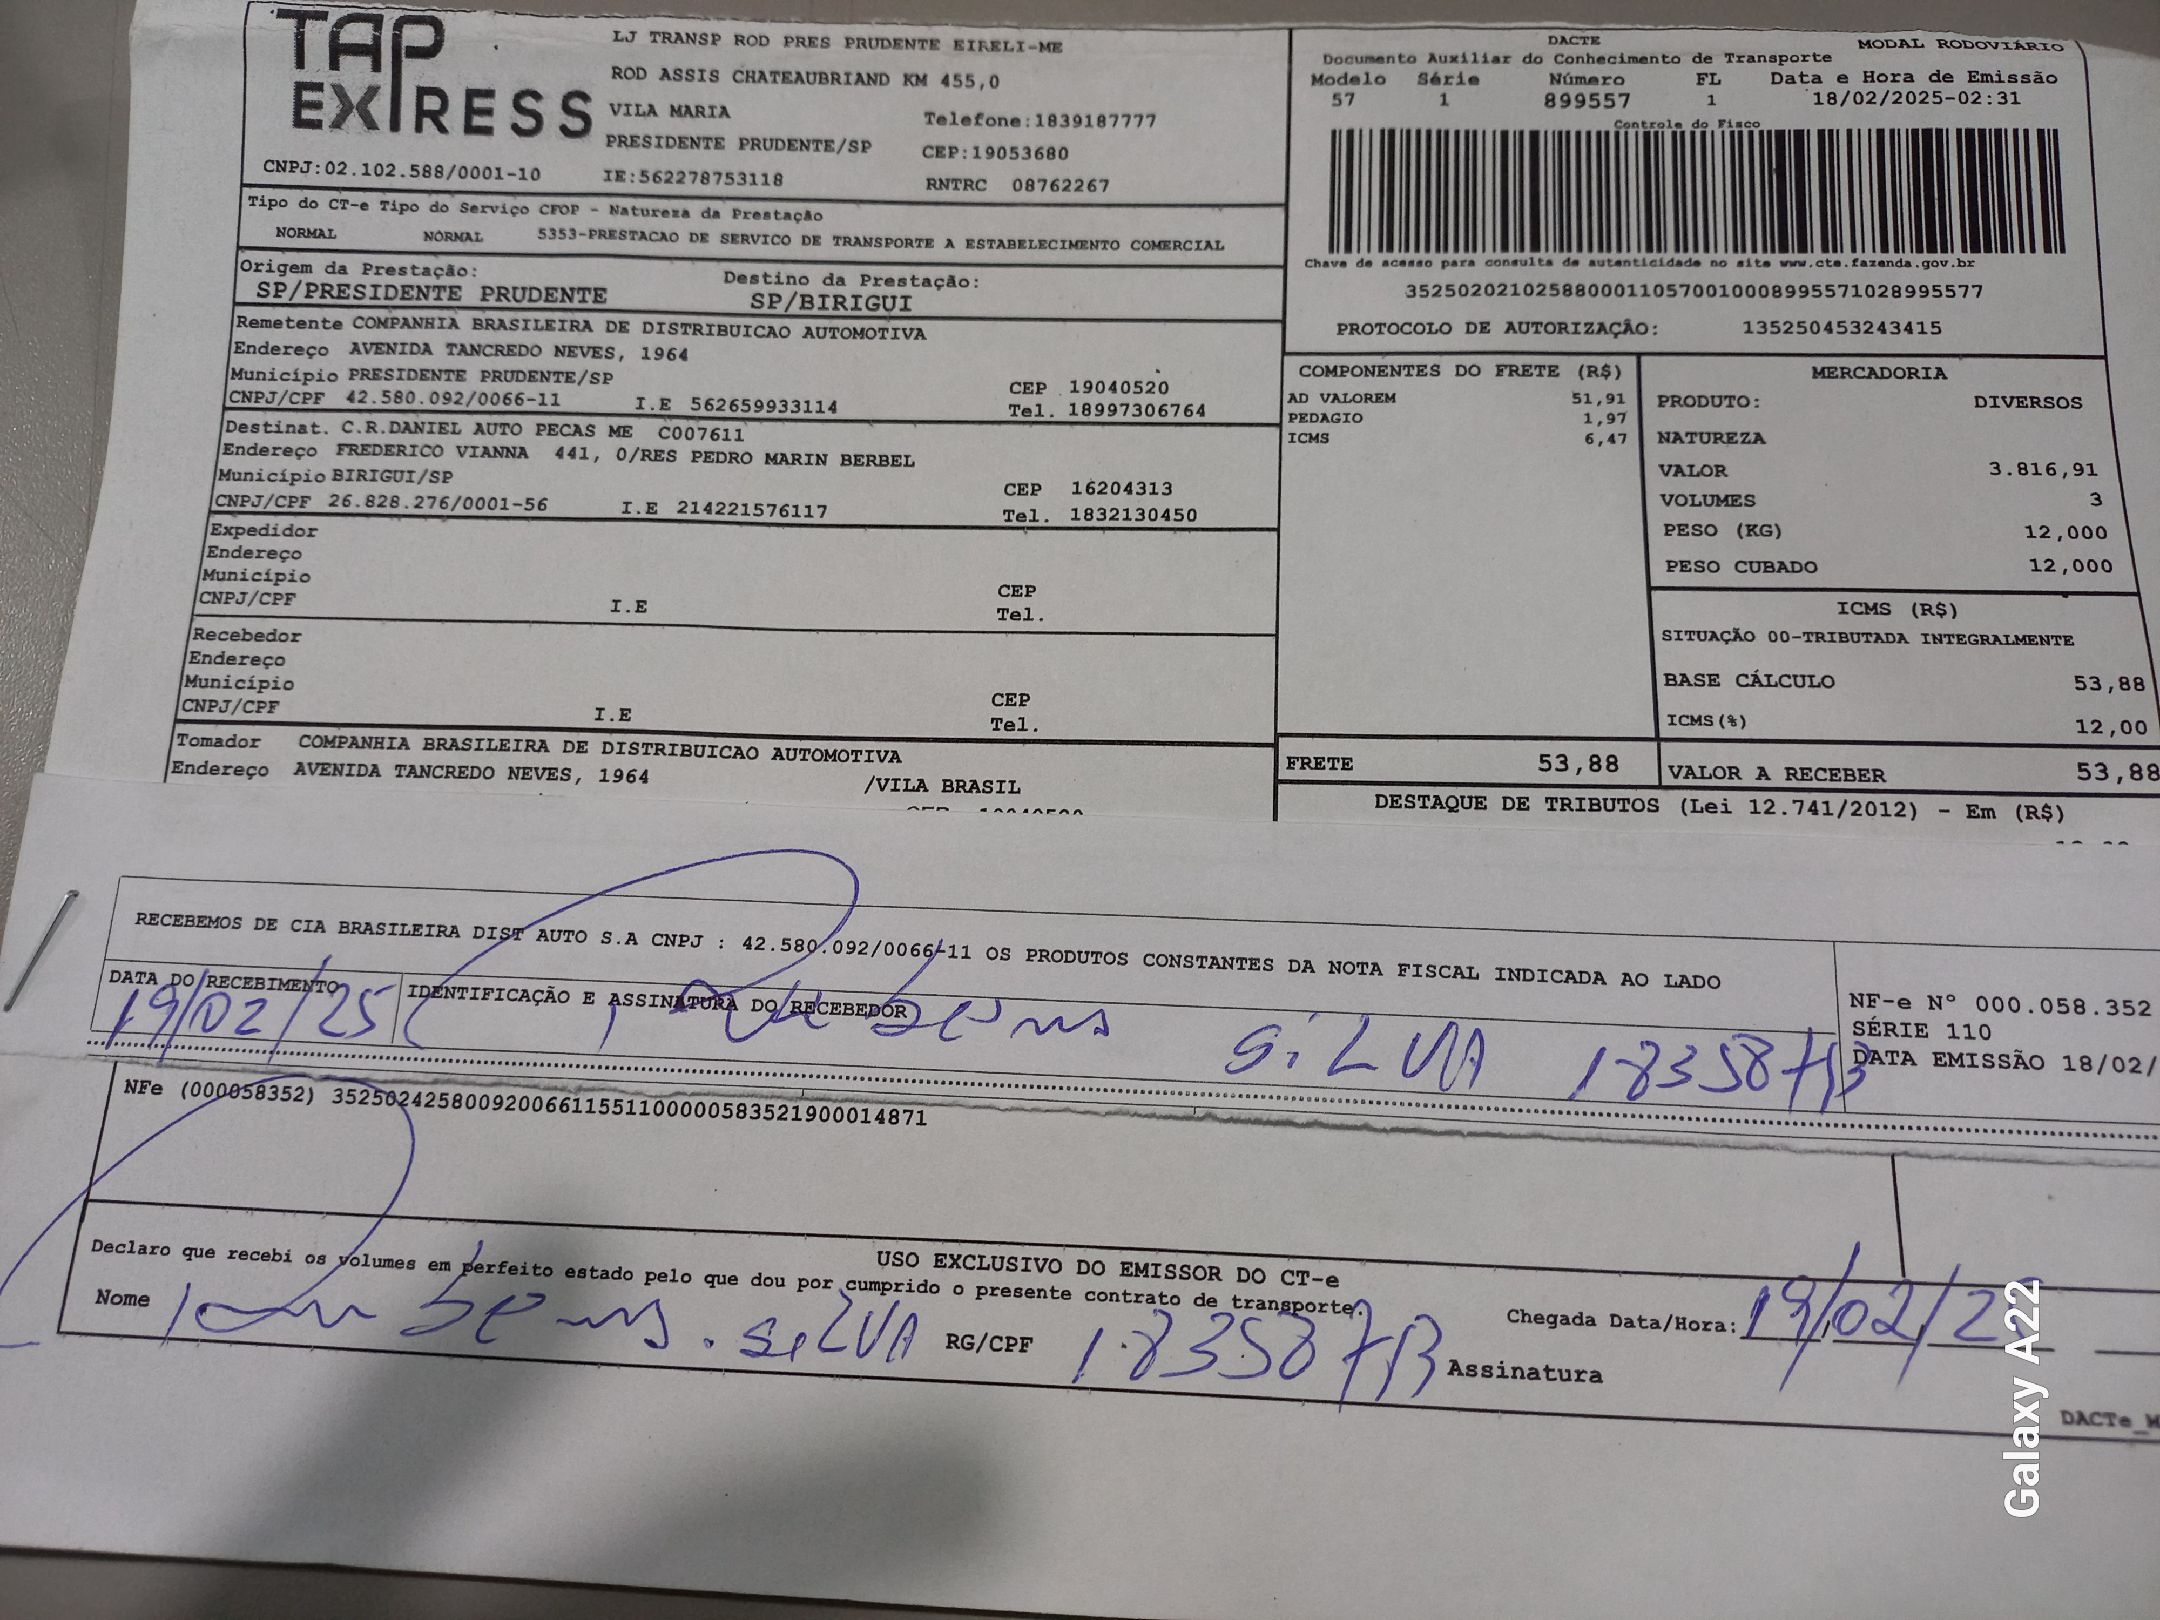 TAP
EXPRESS
LJ TRANSP ROD PRES PRUDENTE EIRELI-ME
ROD ASSIS CHATEAUBRIAND KM 455,0
VILA MARIA
Telefone:1839187777
PRESIDENTE PRUDENTE/SP
CEP:19053680
CNPJ:02.102.588/0001-10
IE:562278753118
RNTRC 08762267
Tipo do CT-e Tipo do Serviço CFOP - Natureza da Prestação
NORMAL NORMAL 5353-PRESTACAO DE SERVICO DE TRANSPORTE A ESTABELECIMENTO COMERCIAL
Origem da Prestação: Destino da Prestação:
SP/PRESIDENTE PRUDENTE SP/BIRIGUI
Remetente COMPANHIA BRASILEIRA DE DISTRIBUICAO AUTOMOTIVA
Endereço AVENIDA TANCREDO NEVES, 1964
Município PRESIDENTE PRUDENTE/SP CEP 19040520
CNPJ/CPF 42.580.092/0066-11 I.E 562659933114 Tel. 18997306764
Destinat. C.R.DANIEL AUTO PECAS ME C007611
Endereço FREDERICO VIANNA 441, 0/RES PEDRO MARIN BERBEL
Município BIRIGUI/SP CEP 16204313
CNPJ/CPF 26.828.276/0001-56 I.E 214221576117 Tel. 1832130450
Expedidor
Endereço
Município CEP
CNPJ/CPF I.E Tel.
Recebedor
Endereço
Município CEP
CNPJ/CPF I.E Tel.
Tomador COMPANHIA BRASILEIRA DE DISTRIBUICAO AUTOMOTIVA
Endereço AVENIDA TANCREDO NEVES, 1964 /VILA BRASIL
DACTE MODAL RODOVIÁRIO
Documento Auxiliar do Conhecimento de Transporte
Modelo Série Número FL Data e Hora de Emissão
57 1 899557 1 18/02/2025-02:31
Controle do Fisco
Chave de acesso para consulta de autenticidade no site www.cte.fazenda.gov.br
35250202102588000110570010008995571028995577
PROTOCOLO DE AUTORIZAÇÃO: 135250453243415
COMPONENTES DO FRETE (R$)
AD VALOREM 51,91
PEDAGIO 1,97
ICMS 6,47
MERCADORIA
PRODUTO: DIVERSOS
NATUREZA
VALOR 3.816,91
VOLUMES 3
PESO (KG) 12,000
PESO CUBADO 12,000
ICMS (R$)
SITUAÇÃO 00-TRIBUTADA INTEGRALMENTE
BASE CÁLCULO 53,88
ICMS(%) 12,00
FRETE 53,88 VALOR A RECEBER 53,88
DESTAQUE DE TRIBUTOS (Lei 12.741/2012) - Em (R$)
RECEBEMOS DE CIA BRASILEIRA DIST AUTO S.A CNPJ : 42.580.092/0066-11 OS PRODUTOS CONSTANTES DA NOTA FISCAL INDICADA AO LADO
DATA DO RECEBIMENTO IDENTIFICAÇÃO E ASSINATURA DO RECEBEDOR
19/02/25 Rubens SiLVA
NF-e N° 000.058.352
SÉRIE 110
DATA EMISSÃO 18/02/
NFe (000058352) 35250242580092006611551100000583521900014871
USO EXCLUSIVO DO EMISSOR DO CT-e
Declaro que recebi os volumes em perfeito estado pelo que dou por cumprido o presente contrato de transporte.
Nome Rubens. SiLVA RG/CPF Assinatura
Chegada Data/Hora: 19/02/25
DACTe_M
Galaxy A22